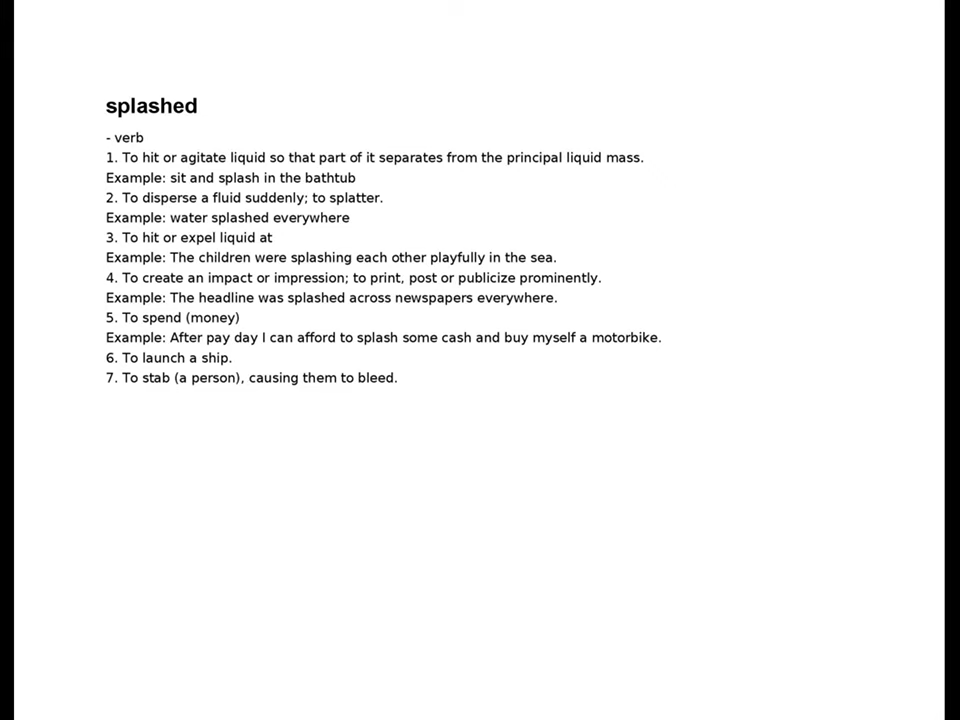 splashed
- verb
1. To hit or agitate liquid so that part of it separates from the principal liquid mass.
Example: sit and splash in the bathtub
2. To disperse a fluid suddenly; to splatter.
Example: water splashed everywhere
3. To hit or expel liquid at
Example: The children were splashing each other playfully in the sea.
4. To create an impact or impression; to print, post or publicize prominently.
Example: The headline was splashed across newspapers everywhere.
5. To spend (money)
Example: After pay day I can afford to splash some cash and buy myself a motorbike.
6. To launch a ship.
7. To stab (a person), causing them to bleed.